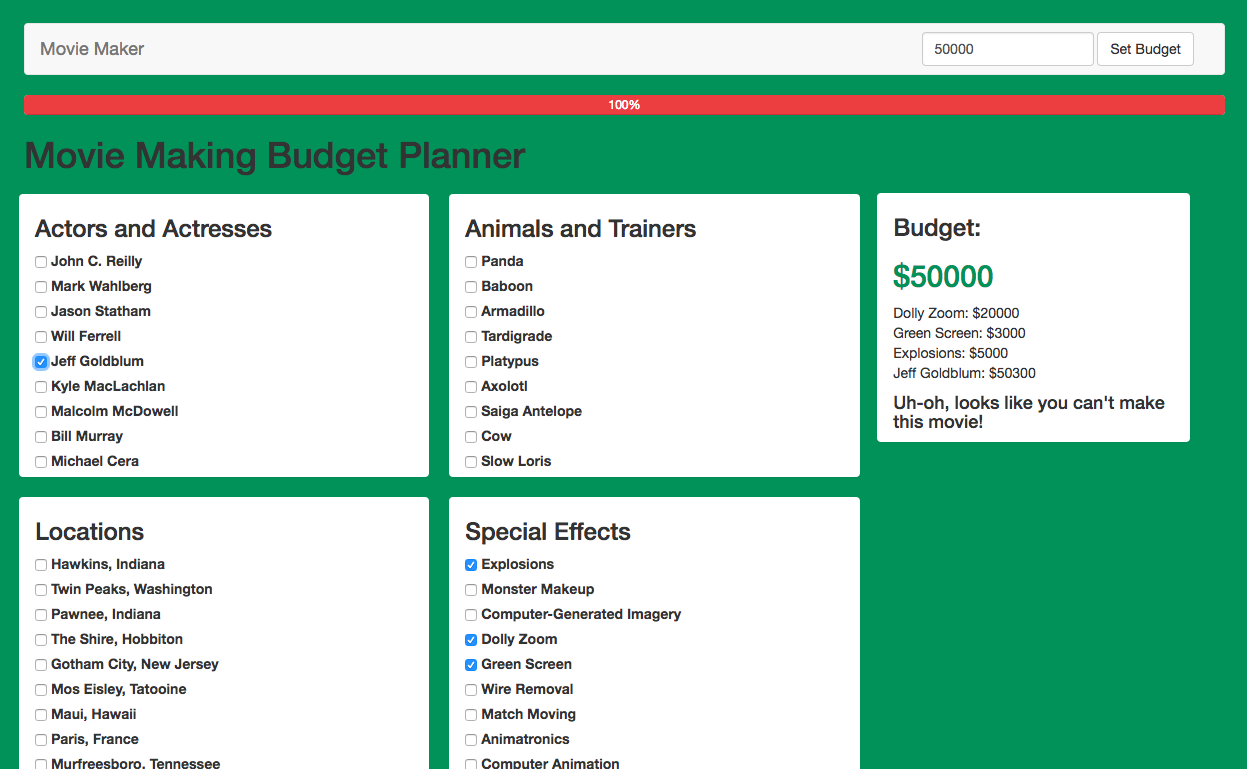 Movie Maker
50000
Set Budget
100%
Movie Making Budget Planner
Actors and Actresses
John C. Reilly
Mark Wahlberg
Jason Statham
Will Ferrell
Jeff Goldblum
Kyle MacLachlan
Malcolm McDowell
Bill Murray
Michael Cera
Animals and Trainers
Panda
Baboon
Armadillo
Tardigrade
Platypus
Axolotl
Saiga Antelope
Cow
Slow Loris
Budget:
$50000
Dolly Zoom: $20000
Green Screen: $3000
Explosions: $5000
Jeff Goldblum: $50300
Uh-oh, looks like you can't make
this movie!
Locations
Hawkins, Indiana
Twin Peaks, Washington
Pawnee, Indiana
The Shire, Hobbiton
Gotham City, New Jersey
Mos Eisley, Tatooine
Maui, Hawaii
Paris, France
Murfreesboro, Tennessee
Special Effects
Explosions
Monster Makeup
Computer-Generated Imagery
Dolly Zoom
Green Screen
Wire Removal
Match Moving
Animatronics
Computer Animation